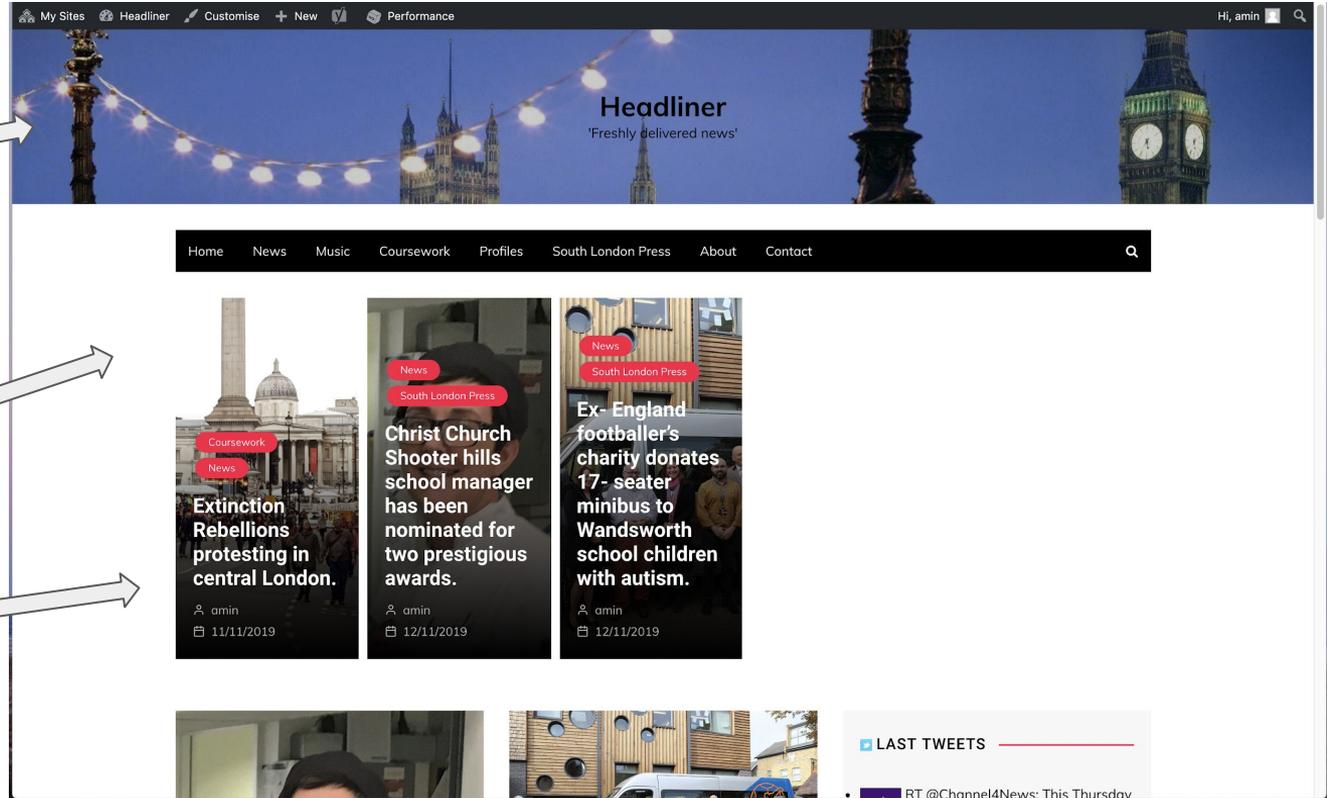 My Sites Headliner Customise New Performance Hi, amin
Headliner
'Freshly delivered news'
Home News Music Coursework Profiles South London Press About Contact
Coursework
News
Extinction
Rebellions
protesting in
central London.
amin
11/11/2019
News
South London Press
Christ Church
Shooter hills
school manager
has been
nominated for
two prestigious
awards.
amin
12/11/2019
News
South London Press
Ex- England
footballer's
charity donates
17- seater
minibus to
Wandsworth
school children
with autism.
amin
12/11/2019
LAST TWEETS
RT @Channel4News: This Thursday